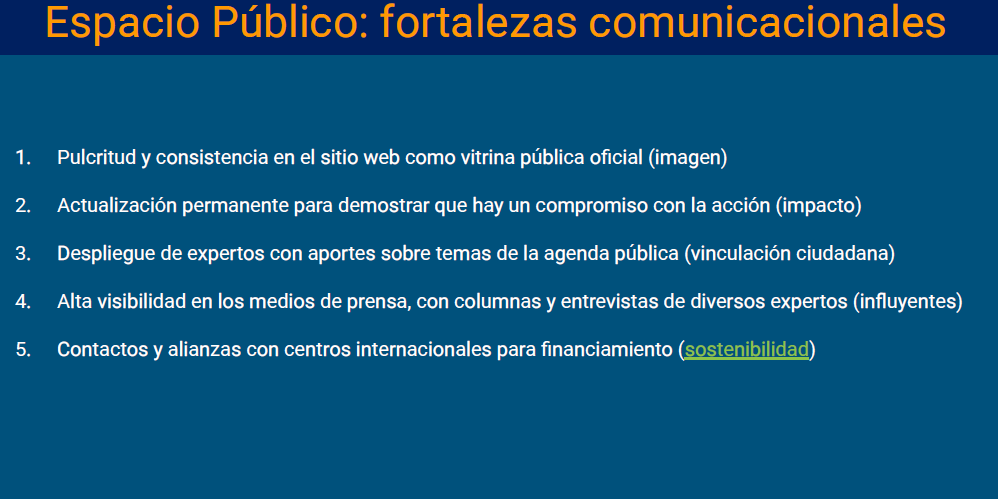 Espacio Público: fortalezas comunicacionales
1. Pulcritud y consistencia en el sitio web como vitrina pública oficial (imagen)
2. Actualización permanente para demostrar que hay un compromiso con la acción (impacto)
3. Despliegue de expertos con aportes sobre temas de la agenda pública (vinculación ciudadana)
4. Alta visibilidad en los medios de prensa, con columnas y entrevistas de diversos expertos (influyentes)
5. Contactos y alianzas con centros internacionales para financiamiento (sostenibilidad)